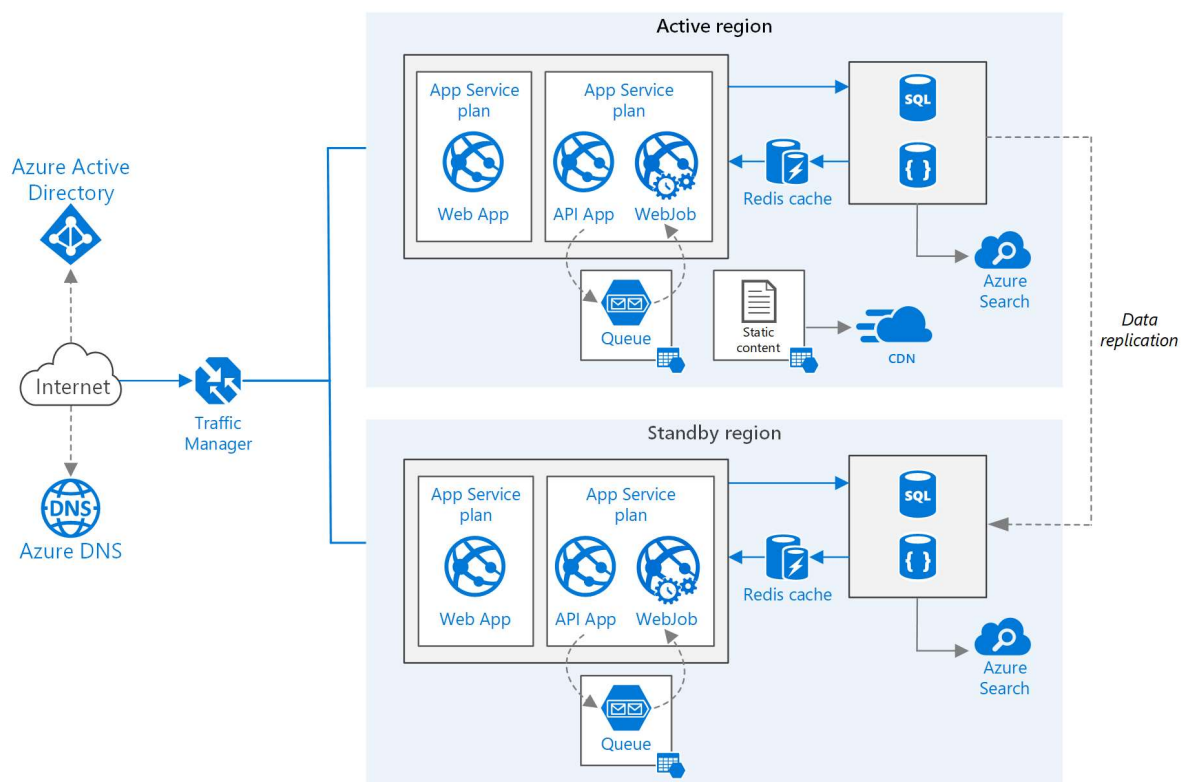 Active region
App Service
plan
Web App
App Service
plan
API App
WebJob
SQL
{ }
Redis cache
Azure
Search
Queue
Static
content
CDN
Azure Active
Directory
Internet
Traffic
Manager
DNS
Azure DNS
Data
replication
Standby region
App Service
plan
Web App
App Service
plan
API App
WebJob
SQL
{ }
Redis cache
Azure
Search
Queue